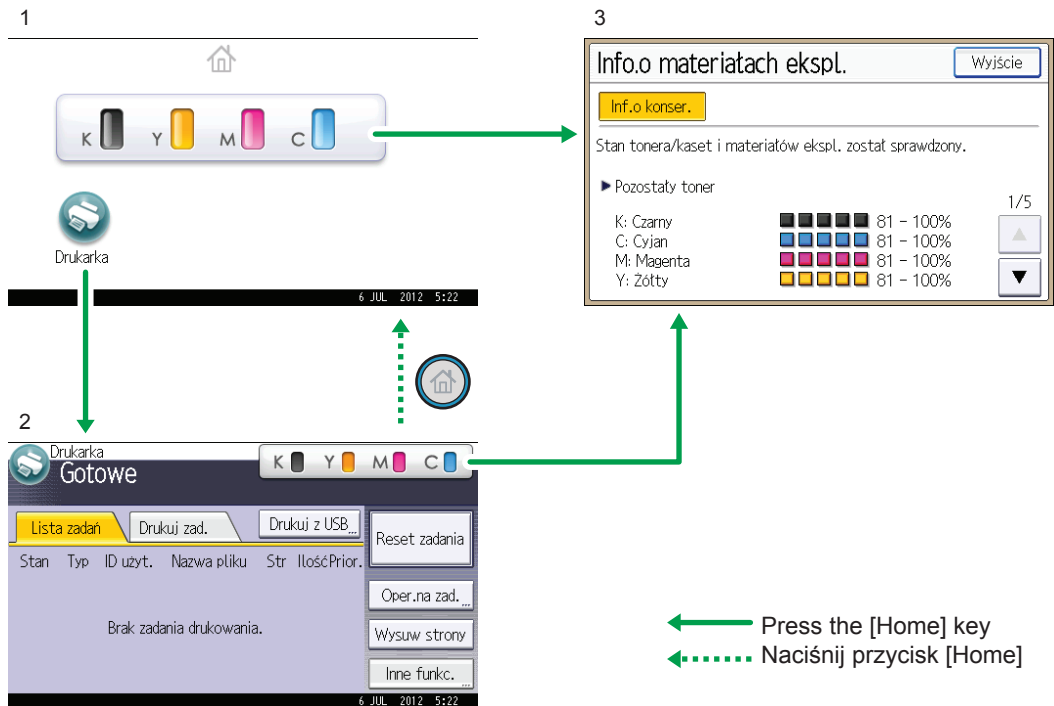 1
K Y M C
Drukarka
6 JUL 2012 5:22
3
Info.o materiałach ekspl.
Wyjście
Inf.o konser.
Stan tonera/kaset i materiałów ekspl. został sprawdzony.
▶ Pozostały toner
1/5
K: Czarny 81 - 100%
C: Cyjan 81 - 100%
M: Magenta 81 - 100%
Y: Żółty 81 - 100%
2
Drukarka
Gotowe
K Y M C
Lista zadań Drukuj zad. Drukuj z USB...
Reset zadania
Stan Typ ID użyt. Nazwa pliku Str Ilość Prior.
Oper.na zad. ...
Brak zadania drukowania.
Wysuw strony
Inne funkc. ...
6 JUL 2012 5:22
Press the [Home] key
Naciśnij przycisk [Home]